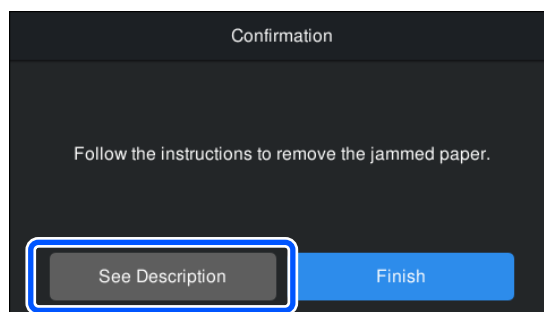 Confirmation
Follow the instructions to remove the jammed paper.
See Description
Finish